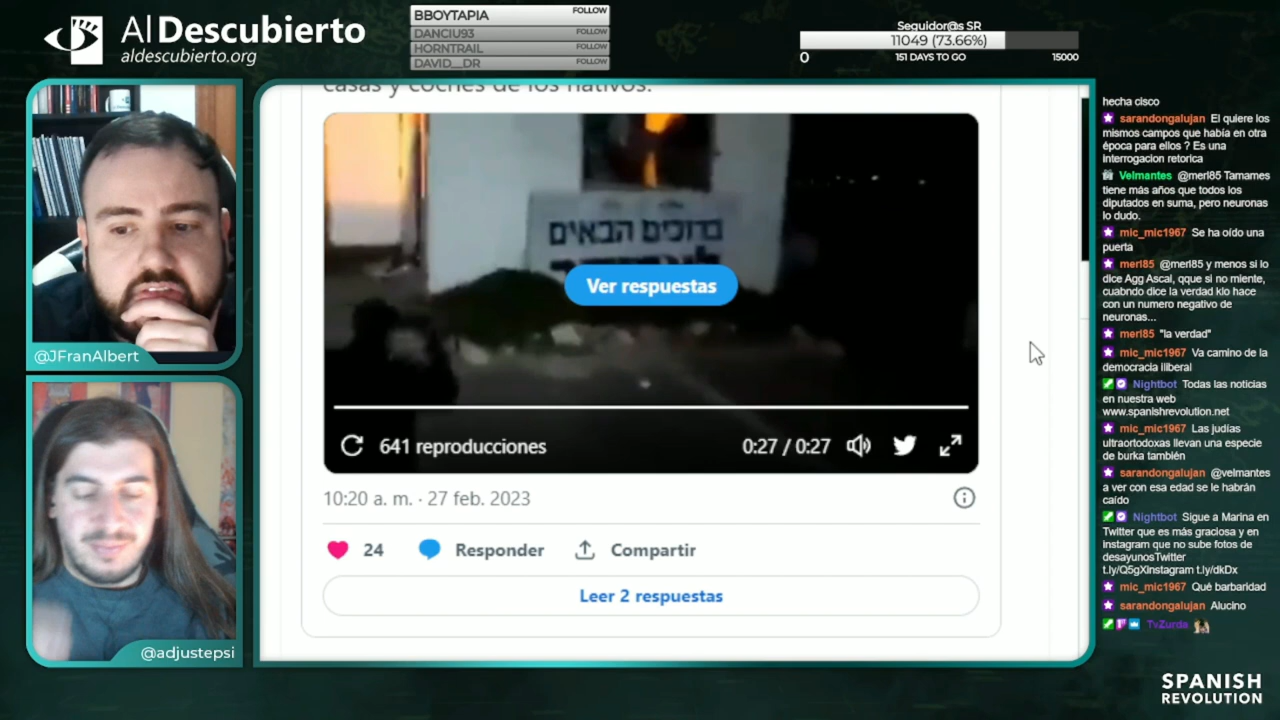 Al Descubierto
aldescubierto.org
BBOYTAPIA FOLLOW
DANCIU93 FOLLOW
HORNTRAIL FOLLOW
DAVID__DR FOLLOW
Seguidor@s SR
11049 (73.66%)
0 151 DAYS TO GO 15000
@JFranAlbert
@adjustepsi
casas y coches de los nativos.
ברוכים הבאים
Ver respuestas
641 reproducciones
0:27 / 0:27
10:20 a. m. · 27 feb. 2023
24 Responder Compartir
Leer 2 respuestas
hecha cisco
sarandongalujan El quiere los
mismos campos que había en otra
época para ellos ? Es una
interrogacion retorica
Velmantes @merl85 Tamames
tiene más años que todos los
diputados en suma, pero neuronas
lo dudo.
mic_mic1967 Se ha oído una
puerta
merl85 @merl85 y menos si lo
dice Agg Ascal, qque si no miente,
cuabndo dice la verdad klo hace
con un numero negativo de
neuronas...
merl85 "la verdad"
mic_mic1967 Va camino de la
democracia iliberal
Nightbot Todas las noticias
en nuestra web
www.spanishrevolution.net
mic_mic1967 Las judías
ultraortodoxas llevan una especie
de burka también
sarandongalujan @velmantes
a ver con esa edad se le habrán
caído
Nightbot Sigue a Marina en
Twitter que es más graciosa y en
Instagram que no sube fotos de
desayunosTwitter
t.ly/Q5gXInstagram t.ly/dkDx
mic_mic1967 Qué barbaridad
sarandongalujan Alucino
TvZurda
SPANISH
REVOLUTION